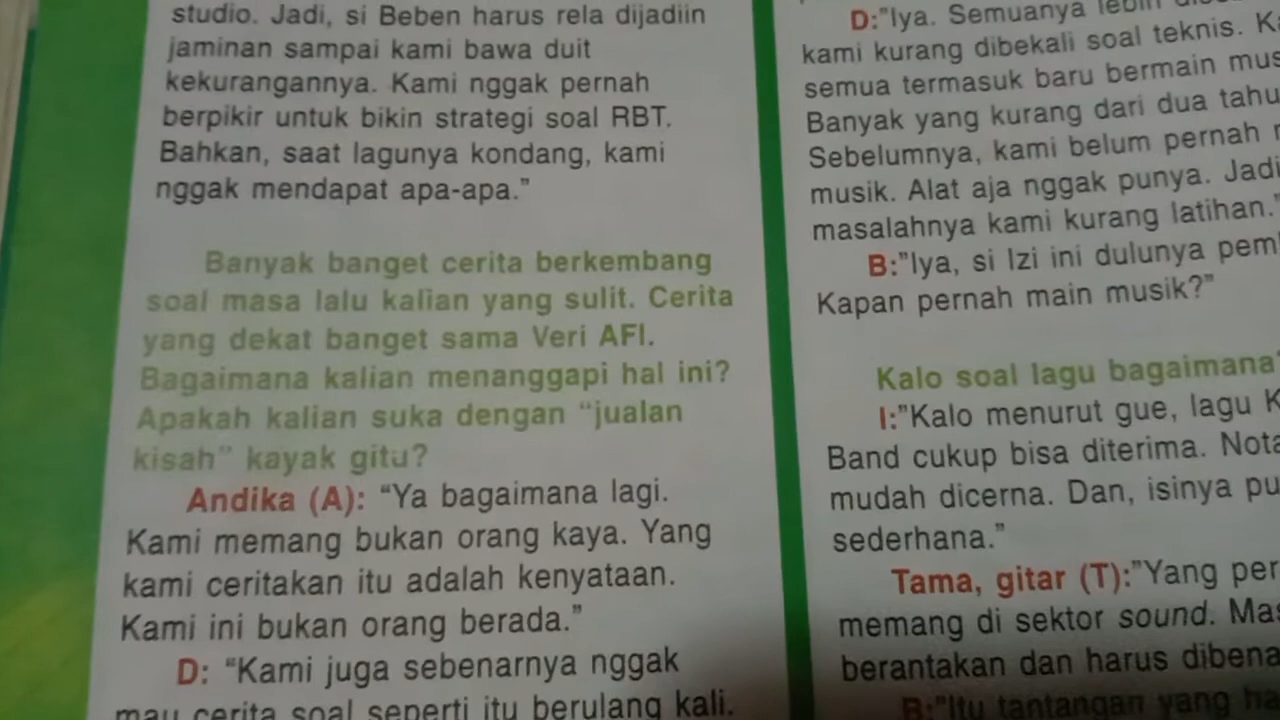 studio. Jadi, si Beben harus rela dijadiin
jaminan sampai kami bawa duit
kekurangannya. Kami nggak pernah
berpikir untuk bikin strategi soal RBT.
Bahkan, saat lagunya kondang, kami
nggak mendapat apa-apa.”
Banyak banget cerita berkembang
soal masa lalu kalian yang sulit. Cerita
yang dekat banget sama Veri AFI.
Bagaimana kalian menanggapi hal ini?
Apakah kalian suka dengan “jualan
kisah” kayak gitu?
Andika (A): “Ya bagaimana lagi.
Kami memang bukan orang kaya. Yang
kami ceritakan itu adalah kenyataan.
Kami ini bukan orang berada.”
D: “Kami juga sebenarnya nggak
mau cerita soal seperti itu berulang kali.
D:”Iya. Semuanya lebih
kami kurang dibekali soal teknis.
semua termasuk baru bermain
Banyak yang kurang dari dua
Sebelumnya, kami belum pernah
musik. Alat aja nggak punya. Jadi
masalahnya kami kurang latihan.”
B:”Iya, si Izi ini dulunya
Kapan pernah main musik?”
Kalo soal lagu bagaimana
I:”Kalo menurut gue, lagu
Band cukup bisa diterima.
mudah dicerna. Dan, isinya
sederhana.”
Tama, gitar (T):”Yang
memang di sektor sound.
berantakan dan harus
B:”Itu tantangan yang